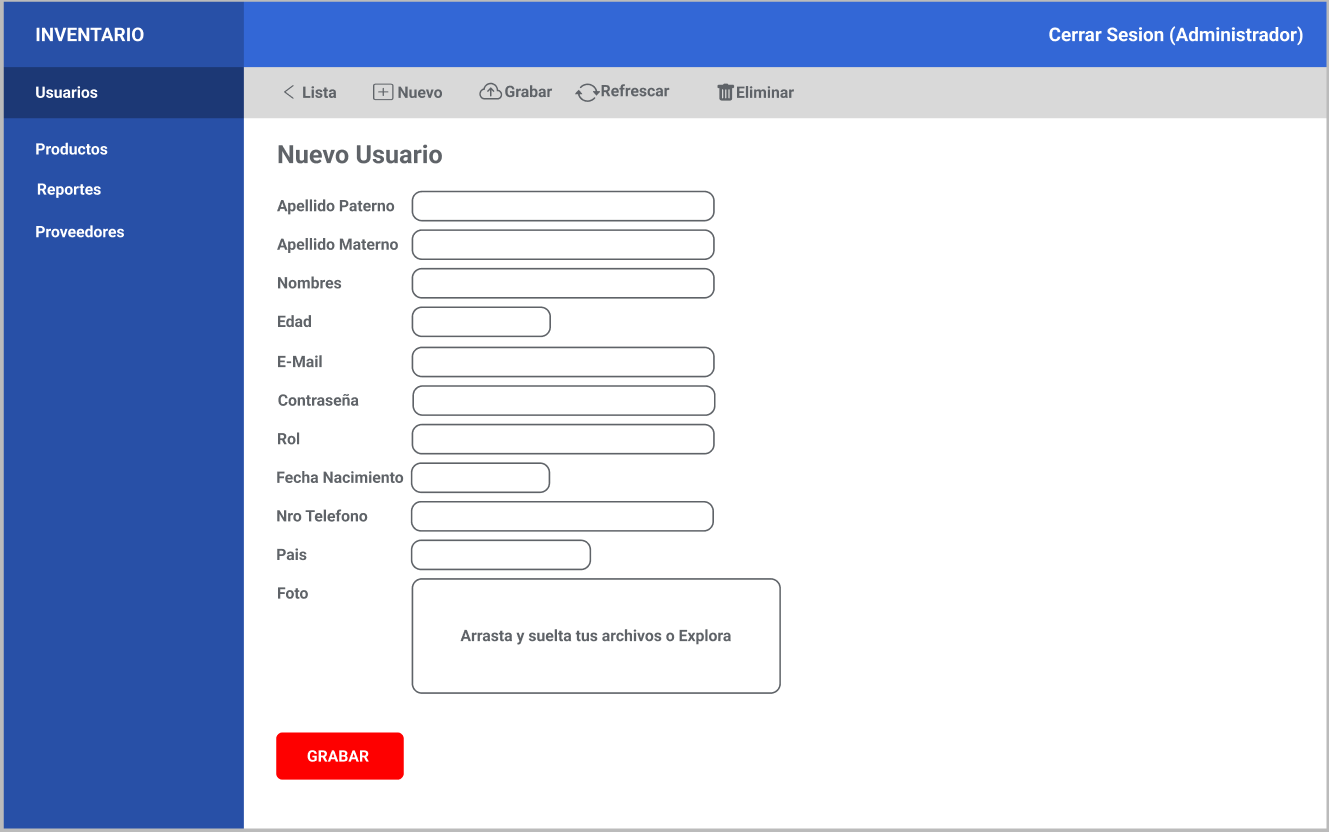 INVENTARIO
Cerrar Sesion (Administrador)
Usuarios
Lista
Nuevo
Grabar
Refrescar
Eliminar
Productos
Reportes
Proveedores
Nuevo Usuario
Apellido Paterno
Apellido Materno
Nombres
Edad
E-Mail
Contraseña
Rol
Fecha Nacimiento
Nro Telefono
Pais
Foto
Arrasta y suelta tus archivos o Explora
GRABAR